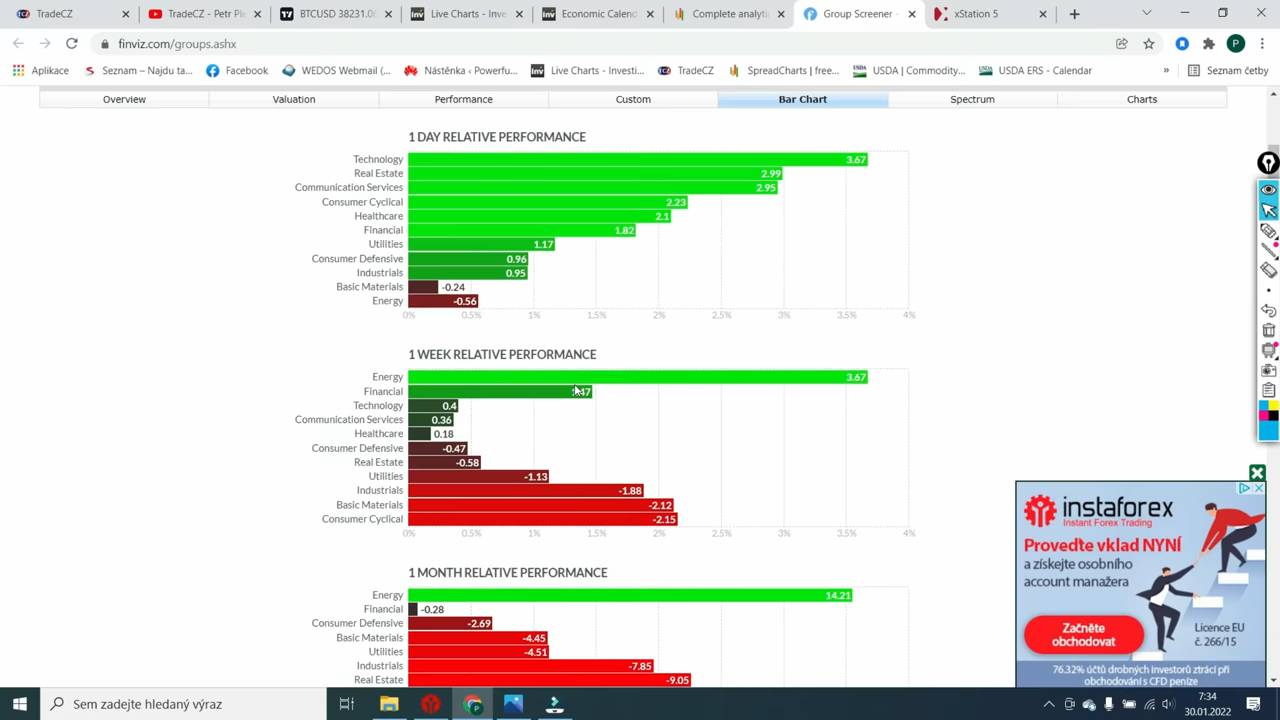 TradeCZ
TradeCZ - Petr Ple
BTCUSD 38231.0
Live Charts - Inve
Economic Calend
Complete analyti
Group Screener -
xStation 5
finviz.com/groups.ashx
Aplikace
Seznam – Najdu ta...
Facebook
WEDOS Webmail (...
Nástěnka ‹ Powerfu...
Live Charts - Investi...
TradeCZ
SpreadCharts | free...
USDA | Commodity...
USDA ERS - Calendar
»
Seznam četby
Overview
Valuation
Performance
Custom
Bar Chart
Spectrum
Charts
1 DAY RELATIVE PERFORMANCE
Technology 3.67
Real Estate 2.99
Communication Services 2.95
Consumer Cyclical 2.23
Healthcare 2.1
Financial 1.82
Utilities 1.17
Consumer Defensive 0.96
Industrials 0.95
Basic Materials -0.24
Energy -0.56
0% 0.5% 1% 1.5% 2% 2.5% 3% 3.5% 4%
1 WEEK RELATIVE PERFORMANCE
Energy 3.67
Financial
Technology 0.4
Communication Services 0.36
Healthcare 0.18
Consumer Defensive -0.47
Real Estate -0.58
Utilities -1.13
Industrials -1.88
Basic Materials -2.12
Consumer Cyclical -2.15
0% 0.5% 1% 1.5% 2% 2.5% 3% 3.5% 4%
1 MONTH RELATIVE PERFORMANCE
Energy 14.21
Financial -0.28
Consumer Defensive -2.69
Basic Materials -4.45
Utilities -4.51
Industrials -7.85
Real Estate -9.05
instaforex
Instant Forex Trading
Proveďte vklad NYNÍ
a získejte osobního
account manažera
Začněte
obchodovat
Licence EU
č. 266/15
76.32% účtů drobných investorů ztrácí při
obchodování s CFD peníze
Sem zadejte hledaný výraz
7:34
30.01.2022